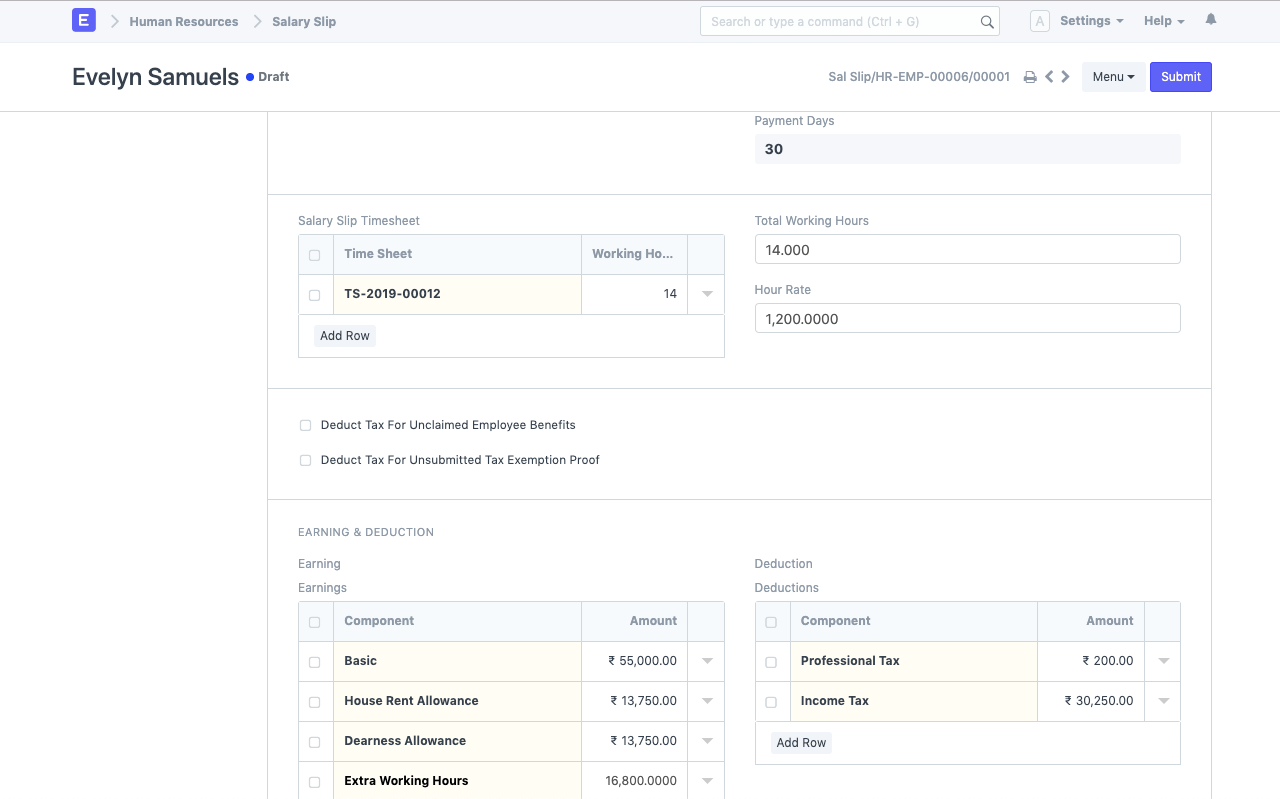 E Human Resources Salary Slip Search or type a command (Ctrl + G) A Settings Help
Evelyn Samuels Draft Sal Slip/HR-EMP-00006/00001 Menu Submit
Payment Days
30
Salary Slip Timesheet
Time Sheet Working Ho...
TS-2019-00012 14
Add Row
Total Working Hours
14.000
Hour Rate
1,200.0000
Deduct Tax For Unclaimed Employee Benefits
Deduct Tax For Unsubmitted Tax Exemption Proof
EARNING & DEDUCTION
Earning
Earnings
Component Amount
Basic ₹ 55,000.00
House Rent Allowance ₹ 13,750.00
Dearness Allowance ₹ 13,750.00
Extra Working Hours 16,800.0000
Deduction
Deductions
Component Amount
Professional Tax ₹ 200.00
Income Tax ₹ 30,250.00
Add Row